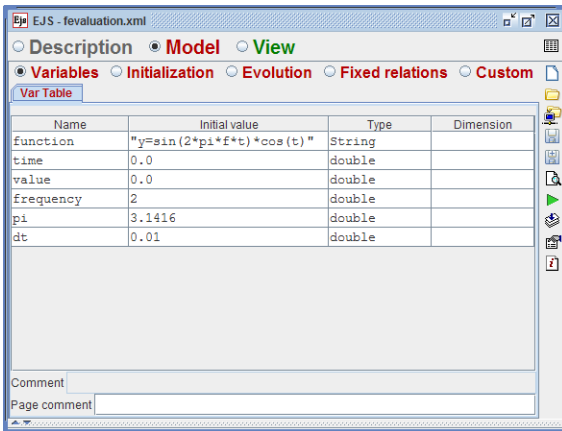 Ejs EJS - fevaluation.xml
Description Model View
Variables Initialization Evolution Fixed relations Custom
Var Table
Name Initial value Type Dimension
function "y=sin(2*pi*f*t)*cos(t)" String
time 0.0 double
value 0.0 double
frequency 2 double
pi 3.1416 double
dt 0.01 double
Comment
Page comment